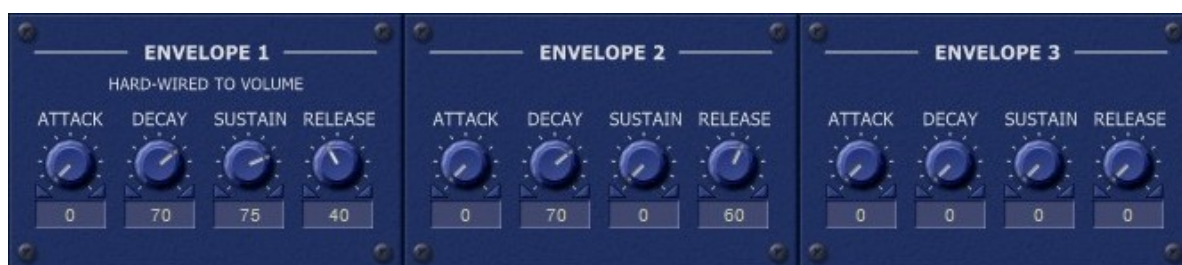 ENVELOPE 1
HARD-WIRED TO VOLUME
ATTACK DECAY SUSTAIN RELEASE
0 70 75 40
ENVELOPE 2
ATTACK DECAY SUSTAIN RELEASE
0 70 0 60
ENVELOPE 3
ATTACK DECAY SUSTAIN RELEASE
0 0 0 0